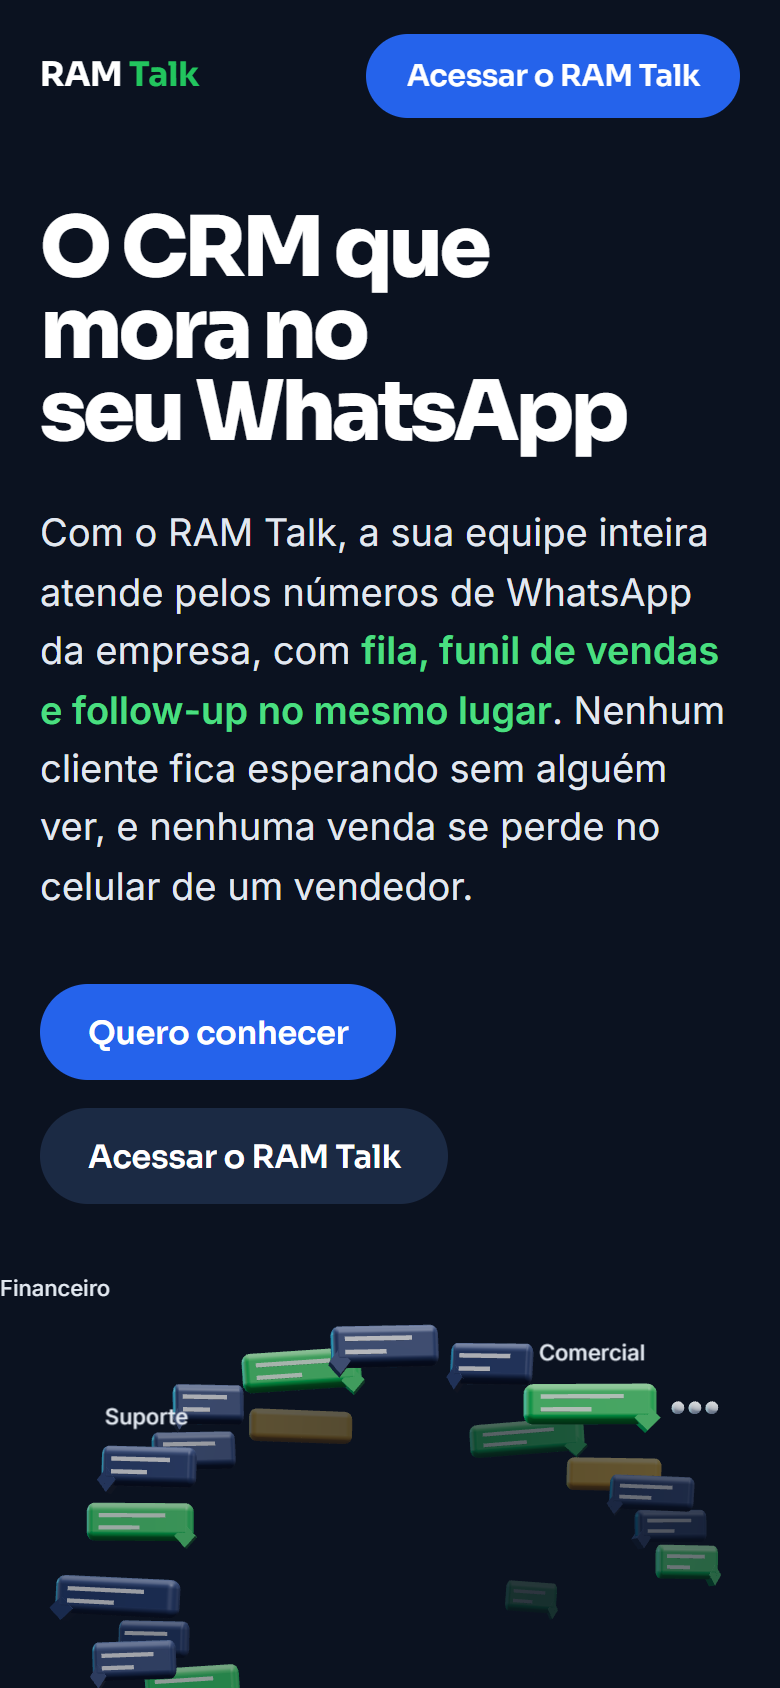 RAM Talk
Acessar o RAM Talk
O CRM que
mora no
seu WhatsApp
Com o RAM Talk, a sua equipe inteira
atende pelos números de WhatsApp
da empresa, com fila, funil de vendas
e follow-up no mesmo lugar. Nenhum
cliente fica esperando sem alguém
ver, e nenhuma venda se perde no
celular de um vendedor.
Quero conhecer
Acessar o RAM Talk
Financeiro
Comercial
Suporte